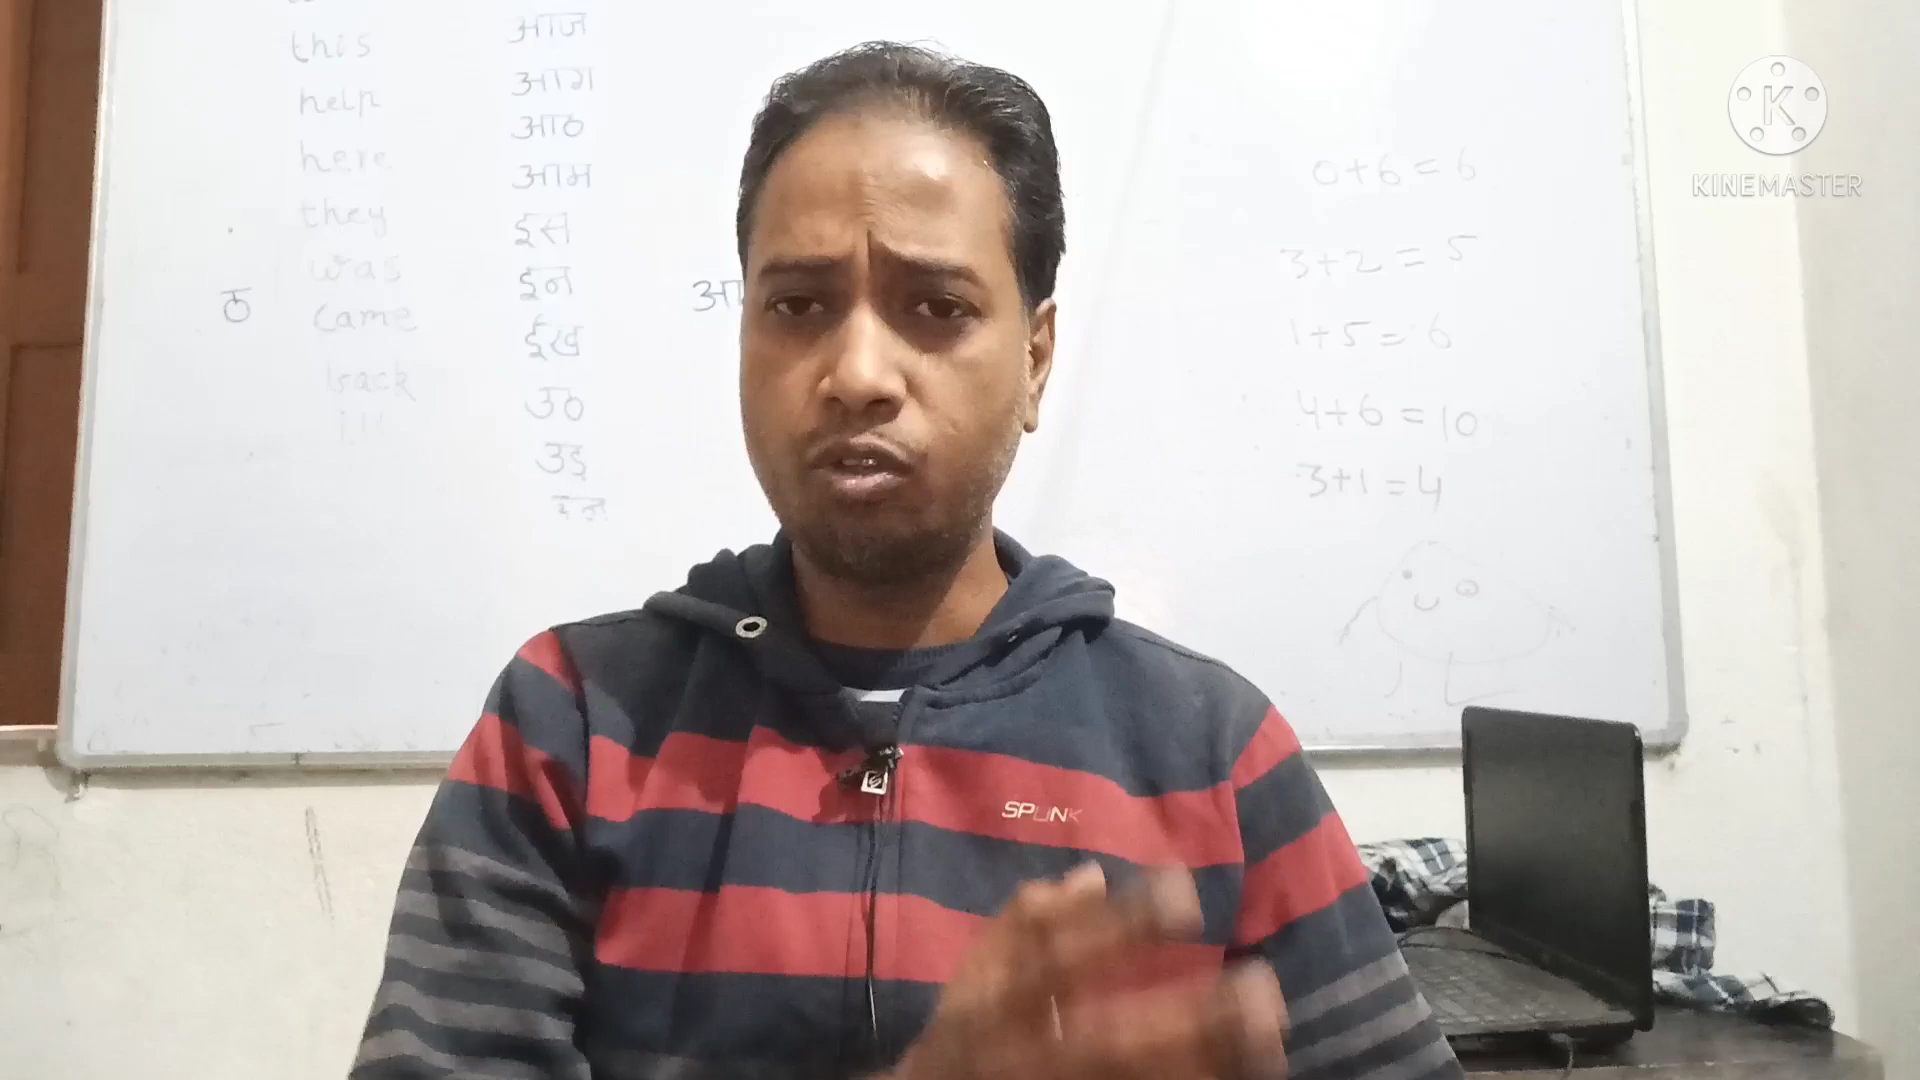 this
help
here
they
was
came
back
ठ
आज
आग
आठ
आम
इस
इन
ईख
उठ
उड़
आ
0+6=6
3+2=5
1+5=6
4+6=10
3+1=4
K
KINEMASTER
SPUNK